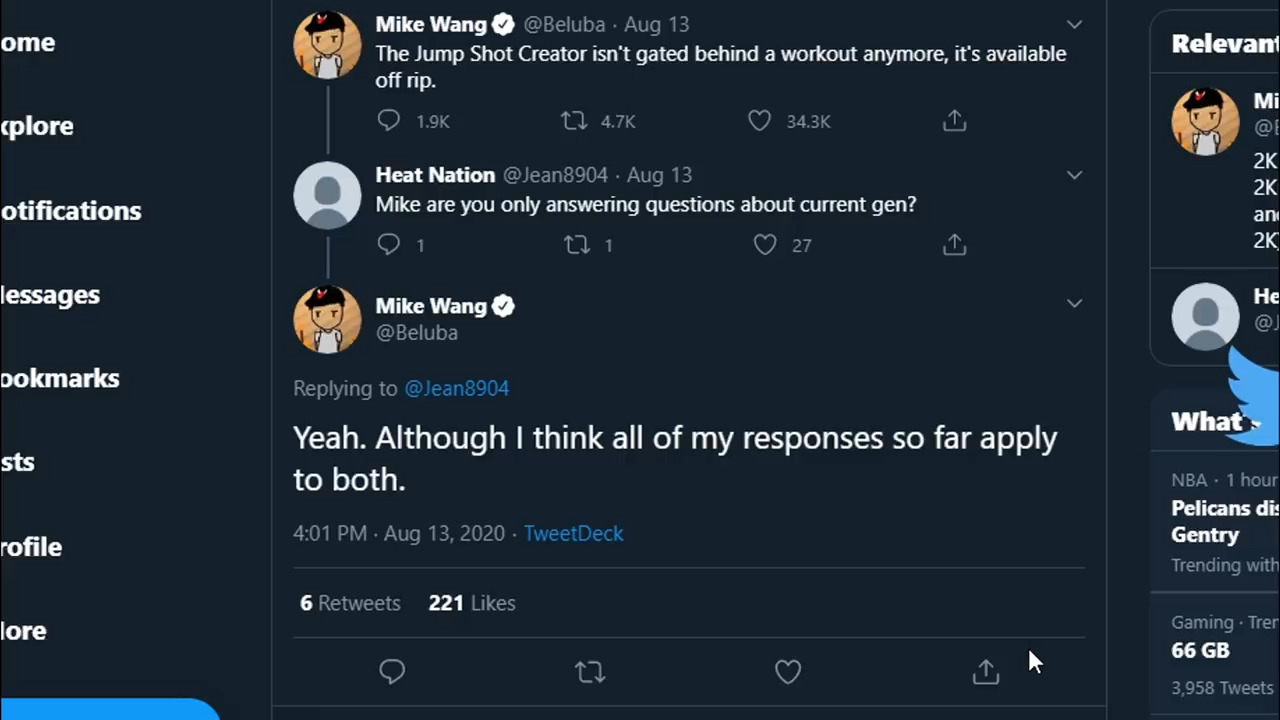 ome
xplore
otifications
lessages
ookmarks
sts
rofile
lore
Mike Wang @Beluba · Aug 13
The Jump Shot Creator isn't gated behind a workout anymore, it's available
off rip.
1.9K 4.7K 34.3K
Heat Nation @Jean8904 · Aug 13
Mike are you only answering questions about current gen?
1 1 27
Mike Wang
@Beluba
Replying to @Jean8904
Yeah. Although I think all of my responses so far apply
to both.
4:01 PM · Aug 13, 2020 · TweetDeck
6 Retweets 221 Likes
Relevant
Mi
@B
2K
2K
an
2K
He
@J
What
NBA · 1 hour
Pelicans dis
Gentry
Trending with
Gaming · Tren
66 GB
3,958 Tweets